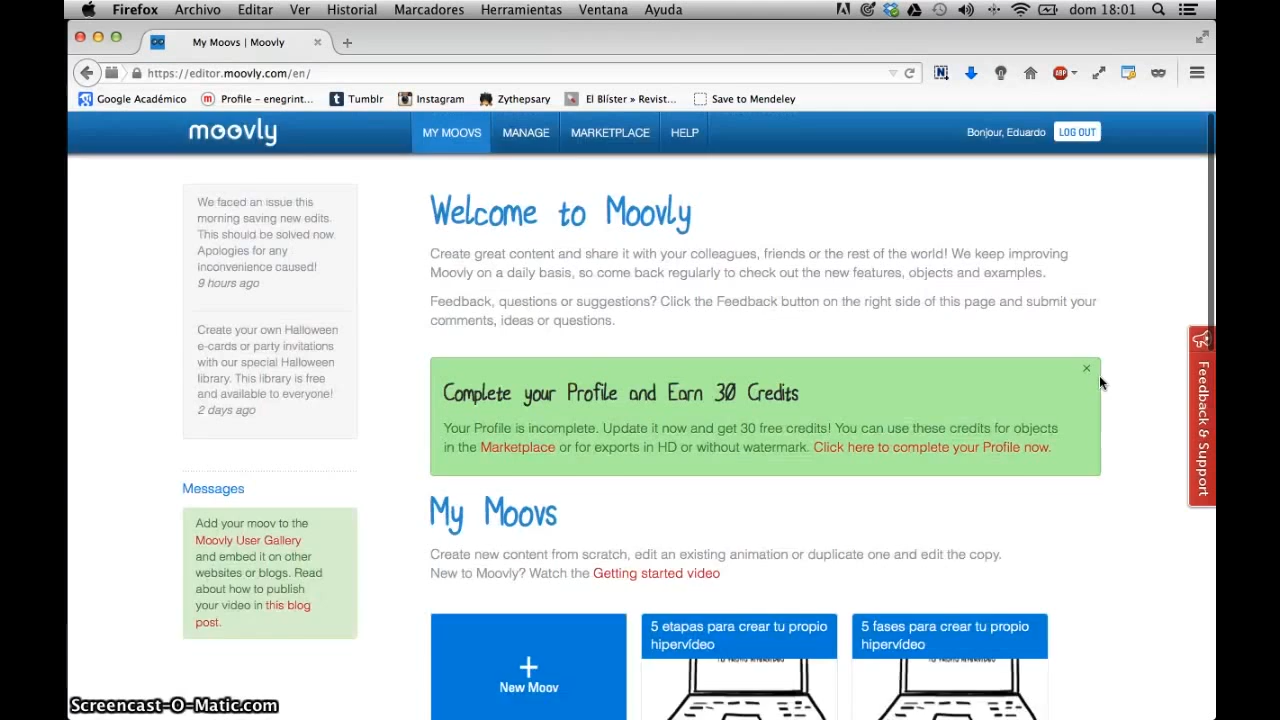 Firefox Archivo Editar Ver Historial Marcadores Herramientas Ventana Ayuda dom 18:01
My Moovs | Moovly
https://editor.moovly.com/en/
Google Académico Profile – enegrint... Tumblr Instagram Zythepsary El Blíster » Revist... Save to Mendeley
moovly MY MOOVS MANAGE MARKETPLACE HELP Bonjour, Eduardo LOG OUT
We faced an issue this
morning saving new edits.
This should be solved now.
Apologies for any
inconvenience caused!
9 hours ago
Create your own Halloween
e-cards or party invitations
with our special Halloween
library. This library is free
and available to everyone!
2 days ago
Messages
Add your moov to the
Moovly User Gallery
and embed it on other
websites or blogs. Read
about how to publish
your video in this blog
post.
Welcome to Moovly
Create great content and share it with your colleagues, friends or the rest of the world! We keep improving
Moovly on a daily basis, so come back regularly to check out the new features, objects and examples.
Feedback, questions or suggestions? Click the Feedback button on the right side of this page and submit your
comments, ideas or questions.
Complete your Profile and Earn 30 Credits
Your Profile is incomplete. Update it now and get 30 free credits! You can use these credits for objects
in the Marketplace or for exports in HD or without watermark. Click here to complete your Profile now.
My Moovs
Create new content from scratch, edit an existing animation or duplicate one and edit the copy.
New to Moovly? Watch the Getting started video
New Moov
5 etapas para crear tu propio
hipervídeo
5 fases para crear tu propio
hipervídeo
Feedback & Support
Screencast-O-Matic.com